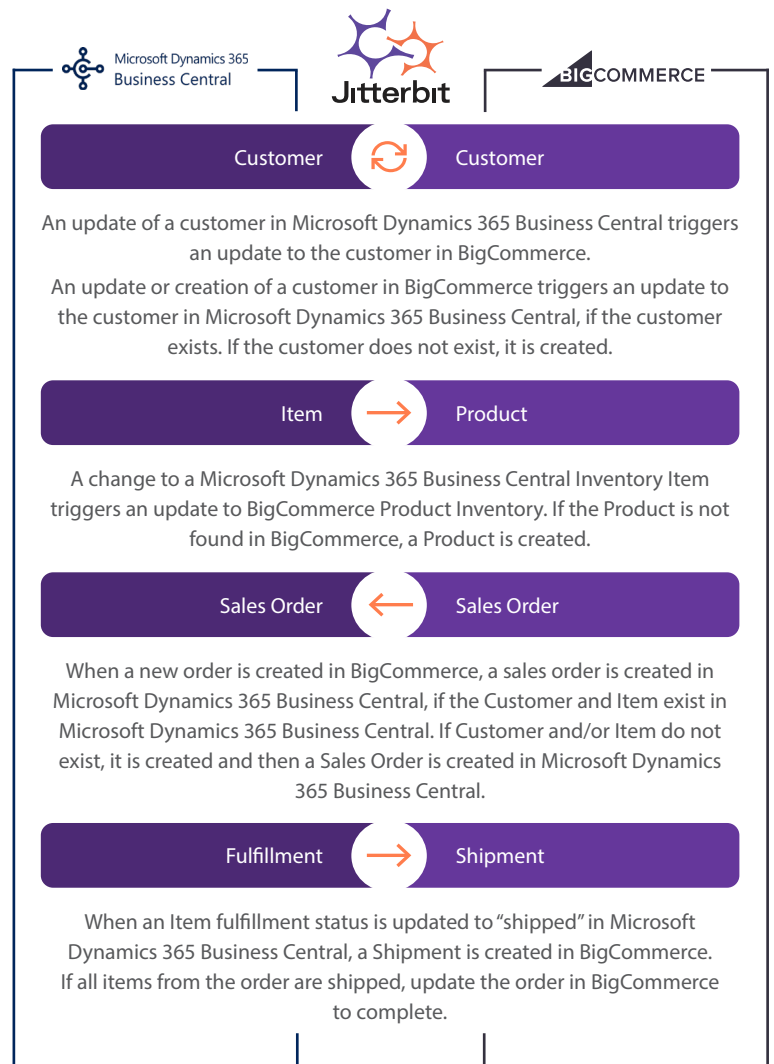 Microsoft Dynamics 365
Business Central
Jitterbit
BIGCOMMERCE
Customer Customer
An update of a customer in Microsoft Dynamics 365 Business Central triggers
an update to the customer in BigCommerce.
An update or creation of a customer in BigCommerce triggers an update to
the customer in Microsoft Dynamics 365 Business Central, if the customer
exists. If the customer does not exist, it is created.
Item Product
A change to a Microsoft Dynamics 365 Business Central Inventory Item
triggers an update to BigCommerce Product Inventory. If the Product is not
found in BigCommerce, a Product is created.
Sales Order Sales Order
When a new order is created in BigCommerce, a sales order is created in
Microsoft Dynamics 365 Business Central, if the Customer and Item exist in
Microsoft Dynamics 365 Business Central. If Customer and/or Item do not
exist, it is created and then a Sales Order is created in Microsoft Dynamics
365 Business Central.
Fulfillment Shipment
When an Item fulfillment status is updated to “shipped” in Microsoft
Dynamics 365 Business Central, a Shipment is created in BigCommerce.
If all items from the order are shipped, update the order in BigCommerce
to complete.